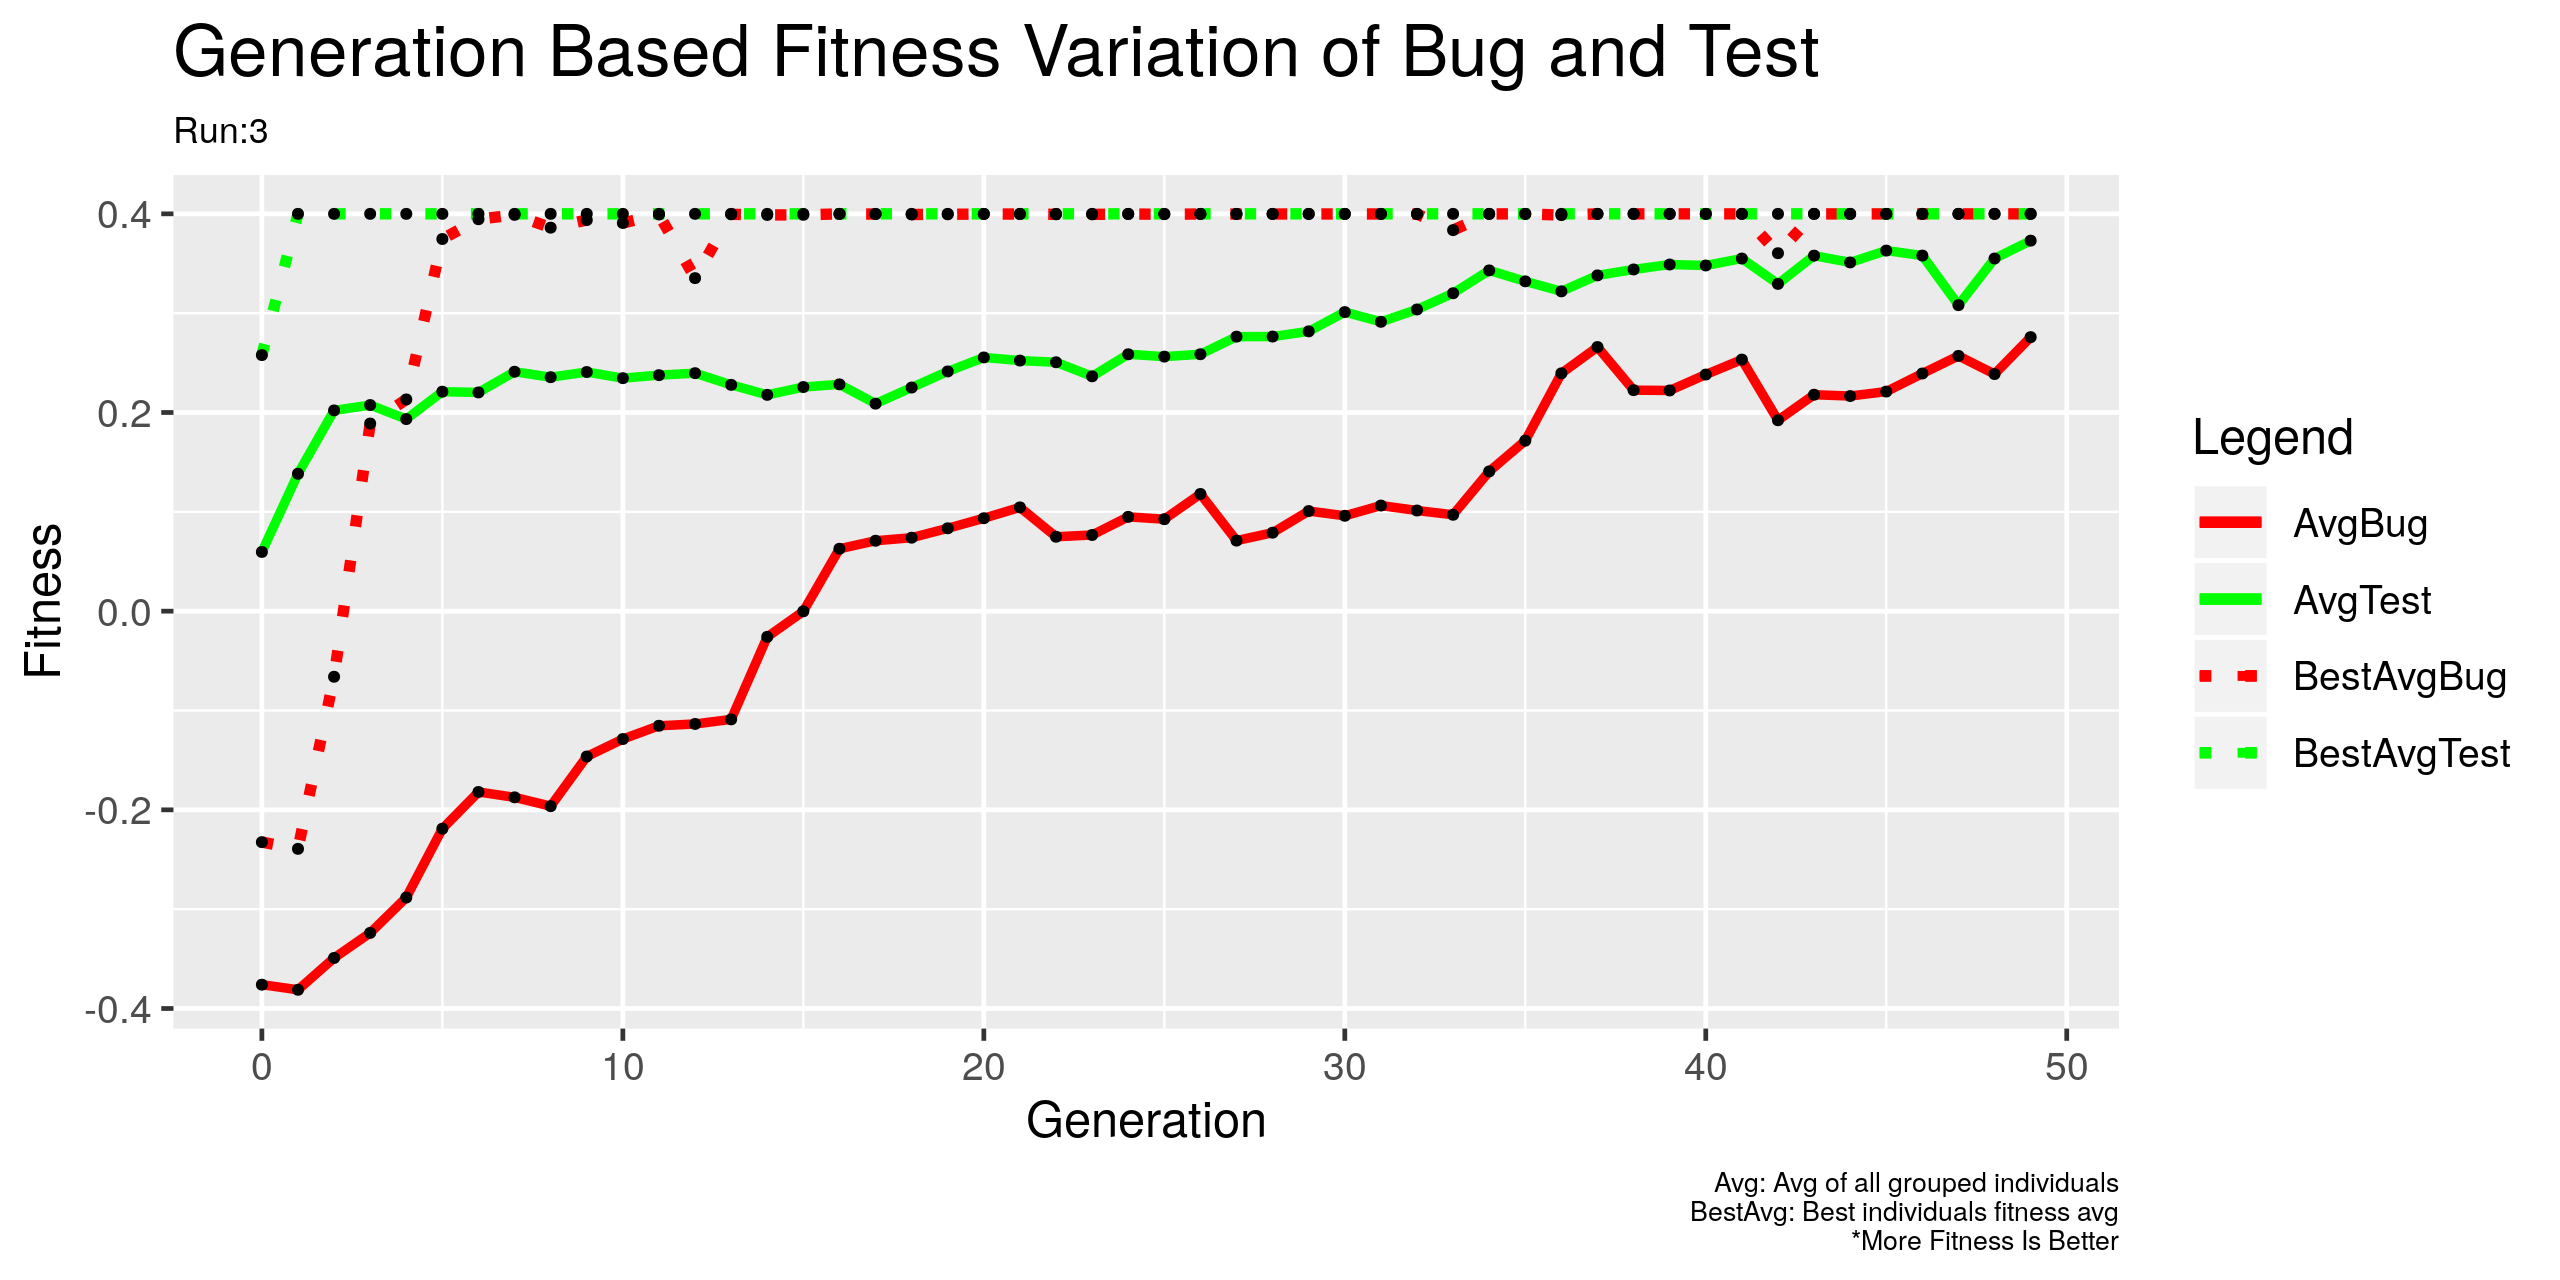 Generation Based Fitness Variation of Bug and Test
Run:3
0.4
0.2
0.0
-0.2
-0.4
Fitness
0
10
20
30
40
50
Generation
Legend
AvgBug
AvgTest
BestAvgBug
BestAvgTest
Avg: Avg of all grouped individuals
BestAvg: Best individuals fitness avg
*More Fitness Is Better